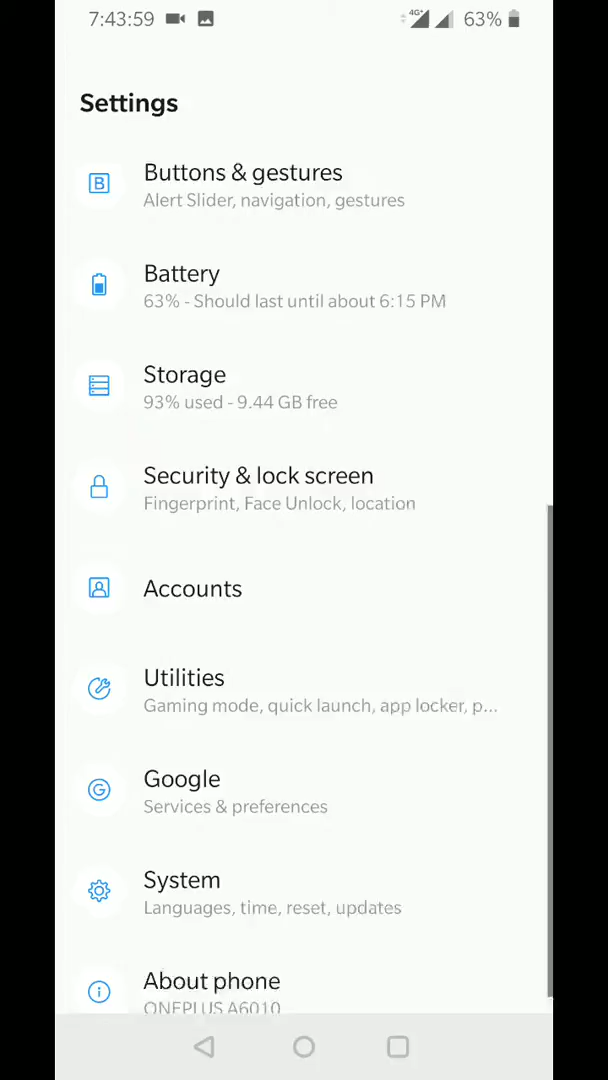 7:43:59 4G+ 63%
Settings
Buttons & gestures
Alert Slider, navigation, gestures
Battery
63% - Should last until about 6:15 PM
Storage
93% used - 9.44 GB free
Security & lock screen
Fingerprint, Face Unlock, location
Accounts
Utilities
Gaming mode, quick launch, app locker, p...
Google
Services & preferences
System
Languages, time, reset, updates
About phone
ONEPLUS A6010